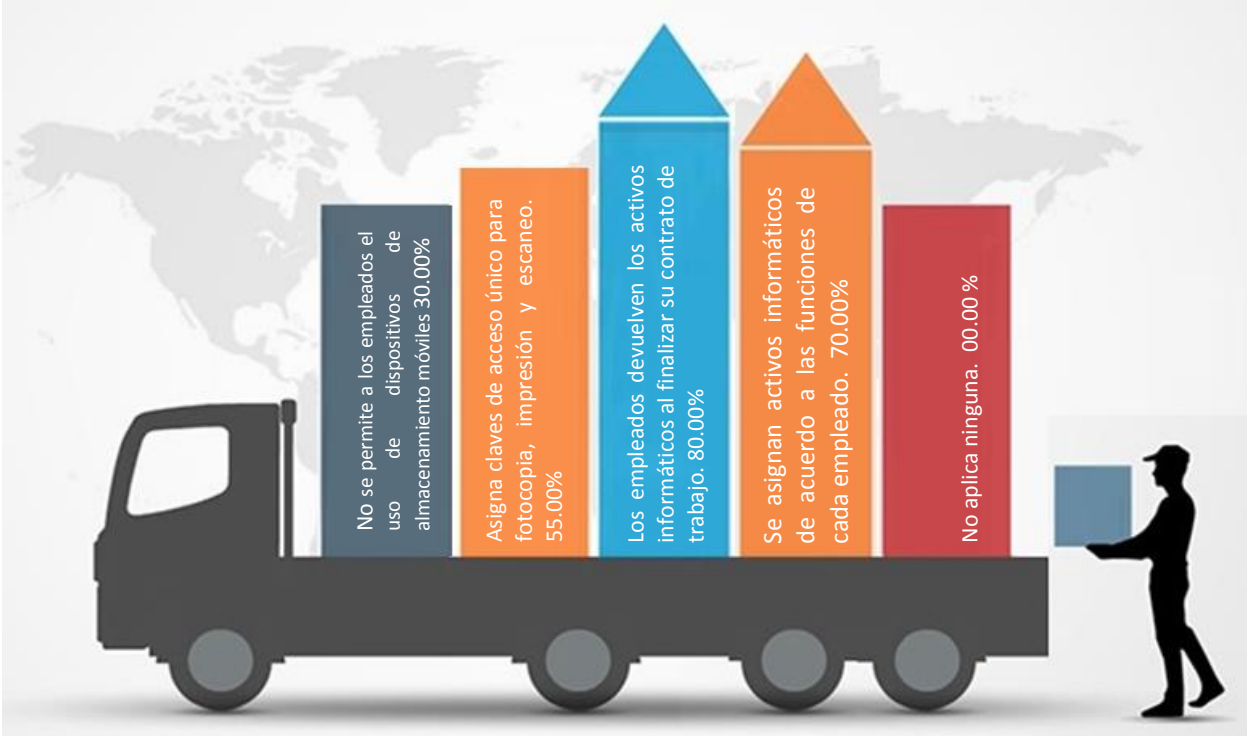 No se permite a los empleados el
uso de dispositivos de
almacenamiento móviles 30.00%
Asigna claves de acceso único para
fotocopia, impresión y escaneo.
55.00%
Los empleados devuelven los activos
informáticos al finalizar su contrato de
trabajo. 80.00%
Se asignan activos informáticos
de acuerdo a las funciones de
cada empleado. 70.00%
No aplica ninguna. 00.00 %